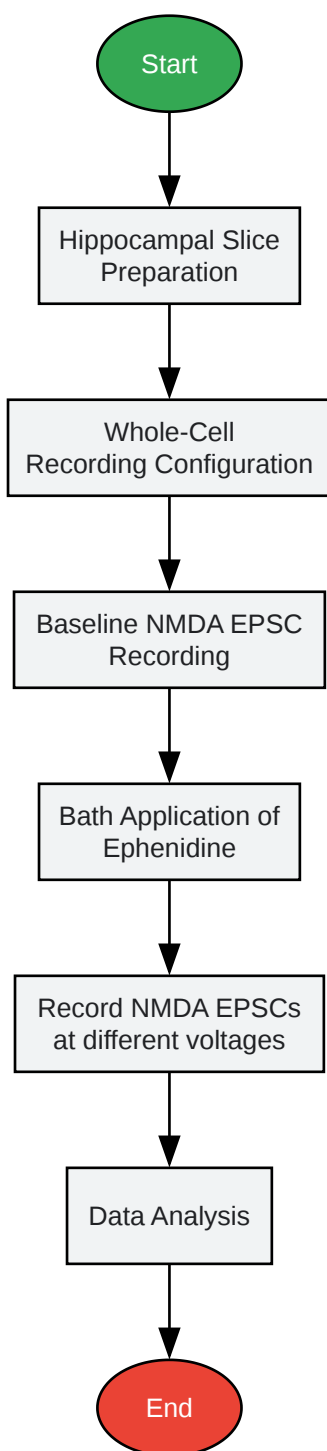 Start
Hippocampal Slice
Preparation
Whole-Cell
Recording Configuration
Baseline NMDA EPSC
Recording
Bath Application of
Ephenidine
Record NMDA EPSCs
at different voltages
Data Analysis
End